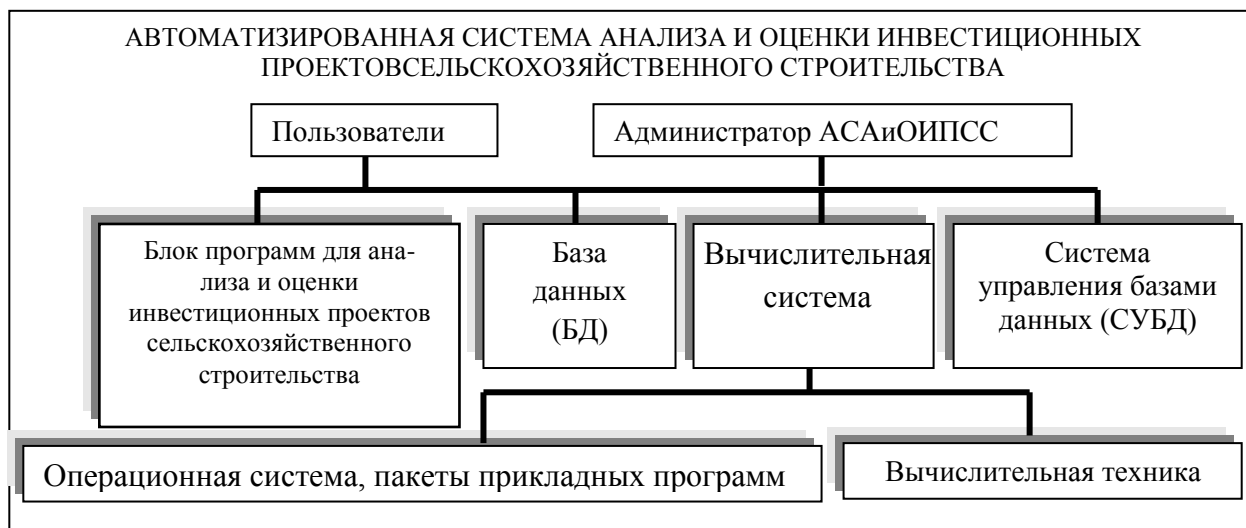 АВТОМАТИЗИРОВАННАЯ СИСТЕМА АНАЛИЗА И ОЦЕНКИ ИНВЕСТИЦИОННЫХ
ПРОЕКТОВСЕЛЬСКОХОЗЯЙСТВЕННОГО СТРОИТЕЛЬСТВА
Пользователи
Администратор АСАиОИПСС
Блок программ для ана-
лиза и оценки
инвестиционных проектов
сельскохозяйственного
строительства
База
данных
(БД)
Вычислительная
система
Система
управления базами
данных (СУБД)
Операционная система, пакеты прикладных программ
Вычислительная техника